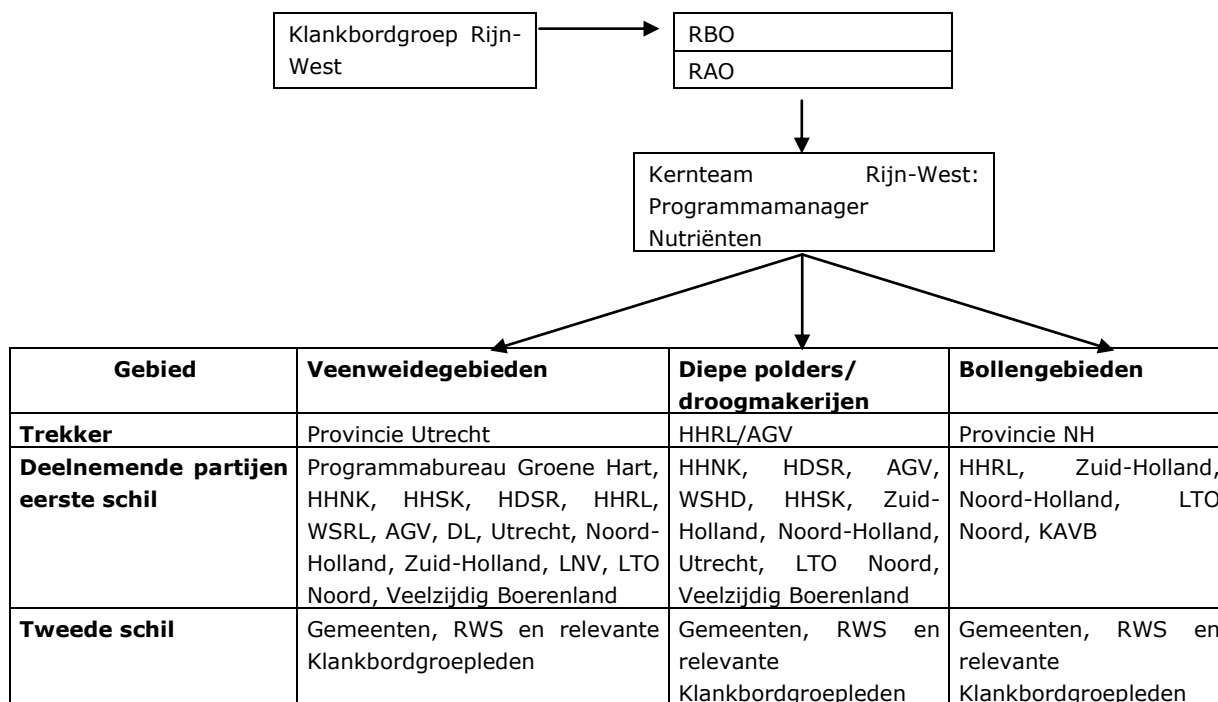 Klankbordgroep Rijn-
West
RBO
RAO
Kernteam Rijn-West:
Programmamanager
Nutriënten
Gebied
Veenweidegebieden
Diepe polders/
droogmakerijen
Bollengebieden
Trekker
Provincie Utrecht
HHRL/AGV
Provincie NH
Deelnemende partijen
eerste schil
Programmabureau Groene Hart,
HHNK, HHSK, HDSR, HHRL,
WSRL, AGV, DL, Utrecht, Noord-
Holland, Zuid-Holland, LNV, LTO
Noord, Veelzijdig Boerenland
HHNK, HDSR, AGV,
WSHD, HHSK, Zuid-
Holland, Noord-Holland,
Utrecht, LTO Noord,
Veelzijdig Boerenland
HHRL, Zuid-Holland,
Noord-Holland, LTO
Noord, KAVB
Tweede schil
Gemeenten, RWS en relevante
Klankbordgroepleden
Gemeenten, RWS en
relevante
Klankbordgroepleden
Gemeenten, RWS en
relevante
Klankbordgroepleden